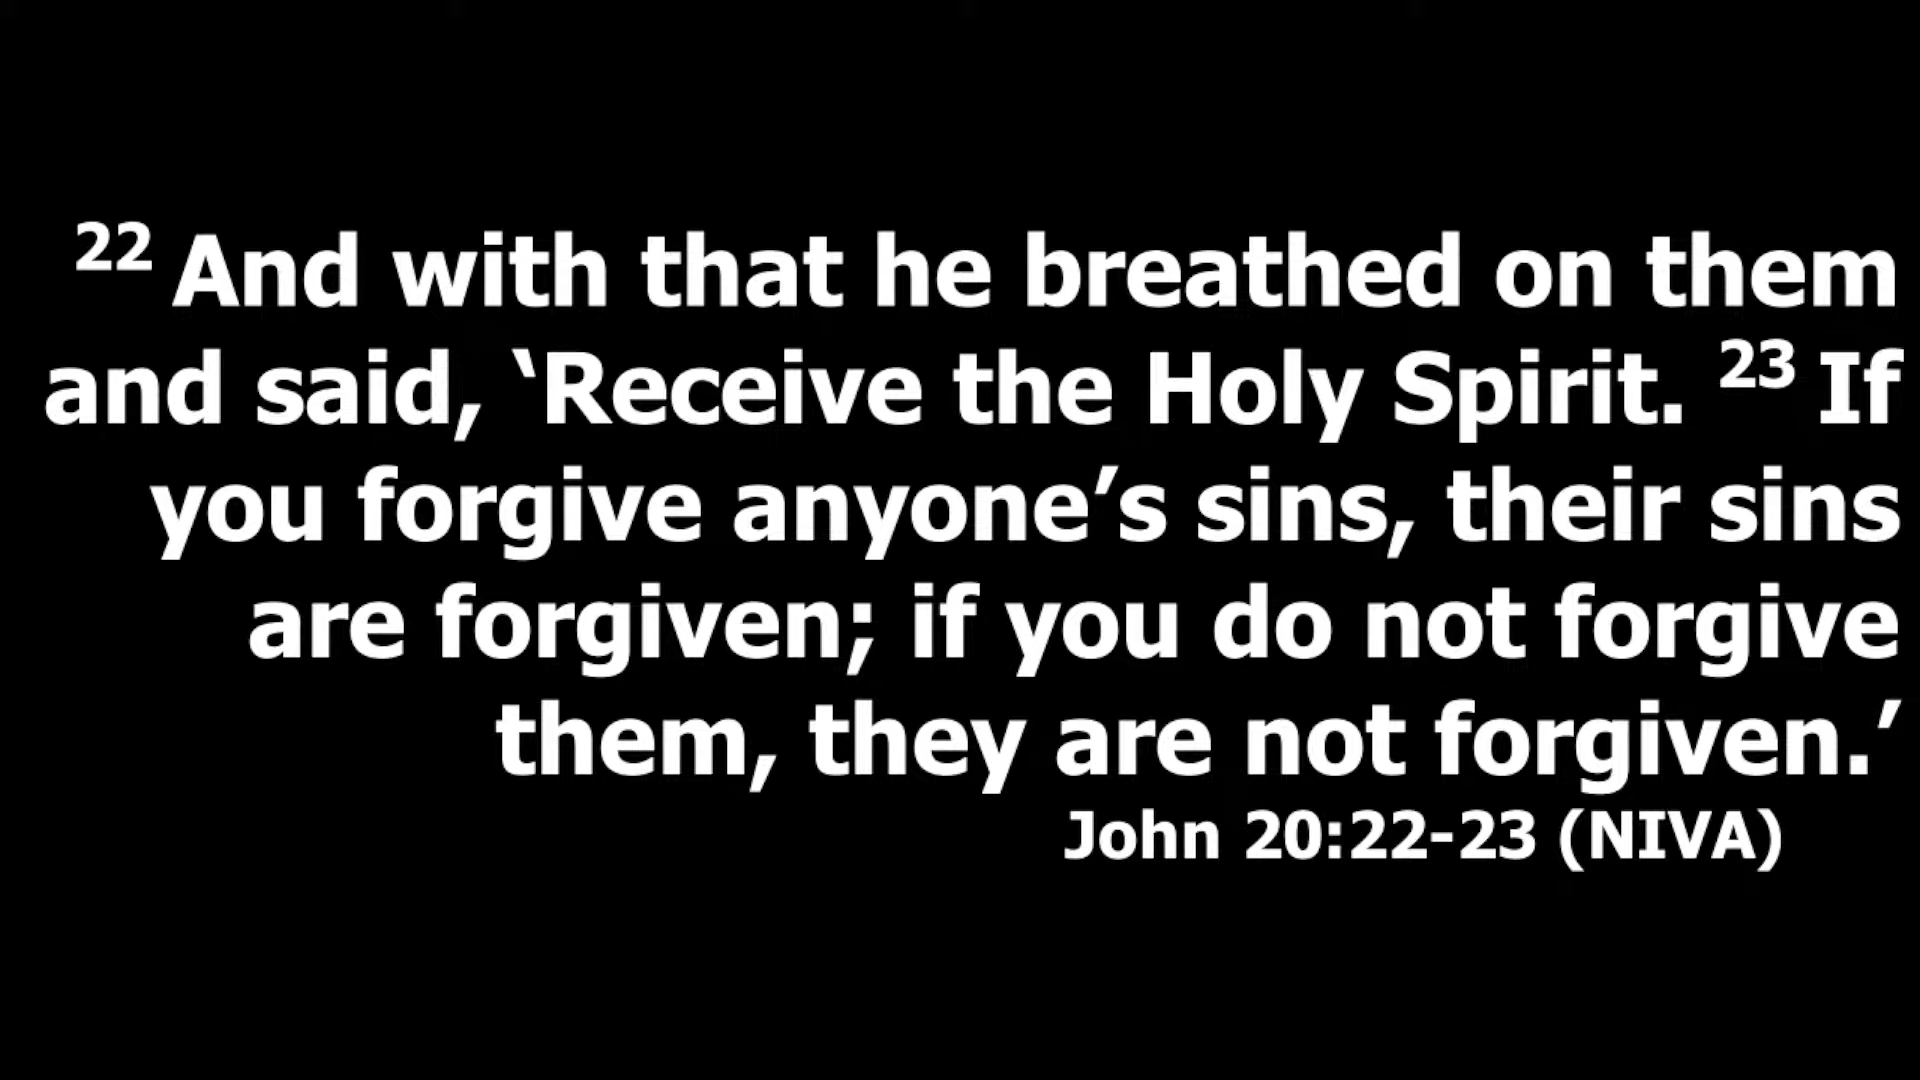 22 And with that he breathed on them
and said, ‘Receive the Holy Spirit. 23 If
you forgive anyone’s sins, their sins
are forgiven; if you do not forgive
them, they are not forgiven.’
John 20:22-23 (NIVA)